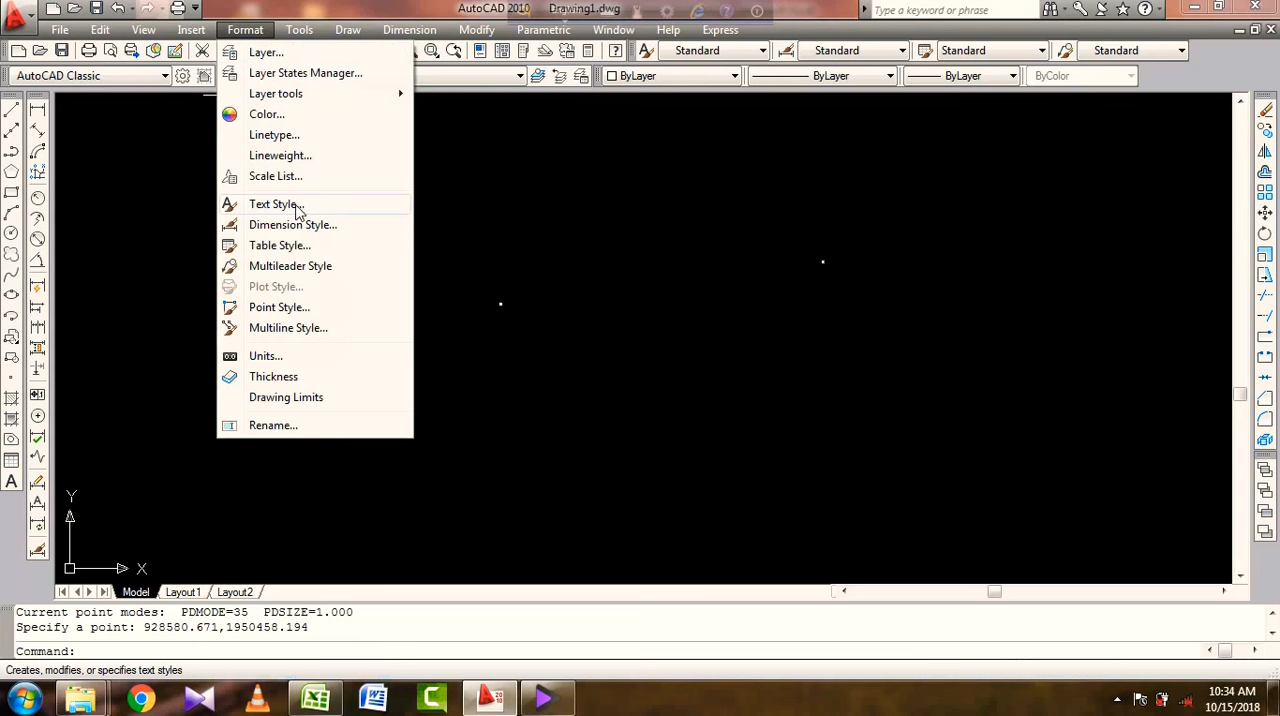 AutoCAD 2010 Drawing1.dwg
Type a keyword or phrase
File Edit View Insert Format Tools Draw Dimension Modify Parametric Window Help Express
Standard Standard Standard Standard
AutoCAD Classic ByLayer ByLayer ByLayer ByColor
Layer...
Layer States Manager...
Layer tools
Color...
Linetype...
Lineweight...
Scale List...
Text Style...
Dimension Style...
Table Style...
Multileader Style
Plot Style...
Point Style...
Multiline Style...
Units...
Thickness
Drawing Limits
Rename...
Y
X
Model Layout1 Layout2
Current point modes: PDMODE=35 PDSIZE=1.000
Specify a point: 928580.671,1950458.194
Command:
Creates, modifies, or specifies text styles
10:34 AM
10/15/2018